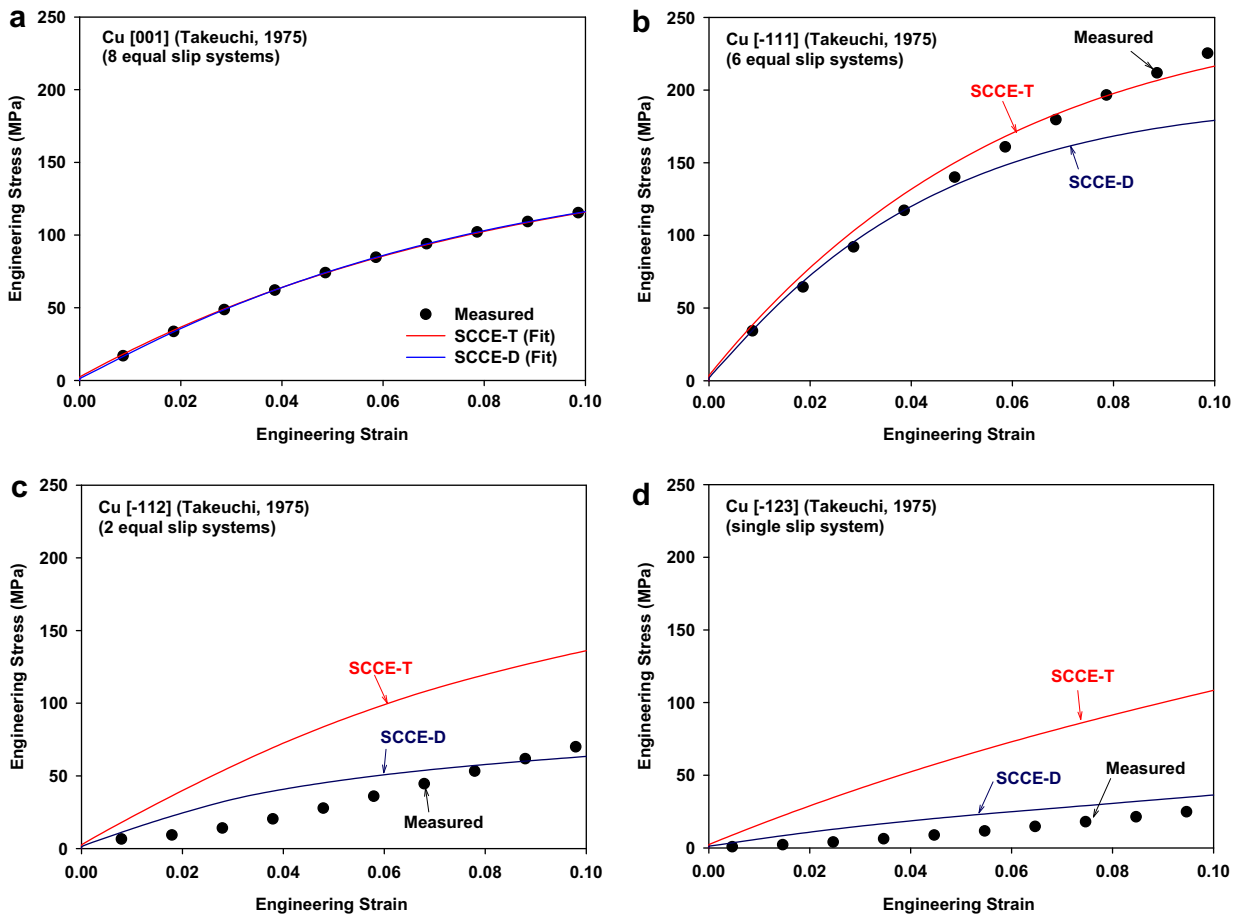 a
Cu [001] (Takeuchi, 1975)
(8 equal slip systems)
Engineering Stress (MPa)
250
200
150
100
50
0
Measured
SCCE-T (Fit)
SCCE-D (Fit)
0.00 0.02 0.04 0.06 0.08 0.10
Engineering Strain
b
Cu [-111] (Takeuchi, 1975)
(6 equal slip systems)
Engineering Stress (MPa)
250
200
150
100
50
0
Measured
SCCE-T
SCCE-D
0.00 0.02 0.04 0.06 0.08 0.10
Engineering Strain
c
Cu [-112] (Takeuchi, 1975)
(2 equal slip systems)
Engineering Stress (MPa)
250
200
150
100
50
0
SCCE-T
SCCE-D
Measured
0.00 0.02 0.04 0.06 0.08 0.10
Engineering Strain
d
Cu [-123] (Takeuchi, 1975)
(single slip system)
Engineering Stress (MPa)
250
200
150
100
50
0
SCCE-T
Measured
SCCE-D
0.00 0.02 0.04 0.06 0.08 0.10
Engineering Strain